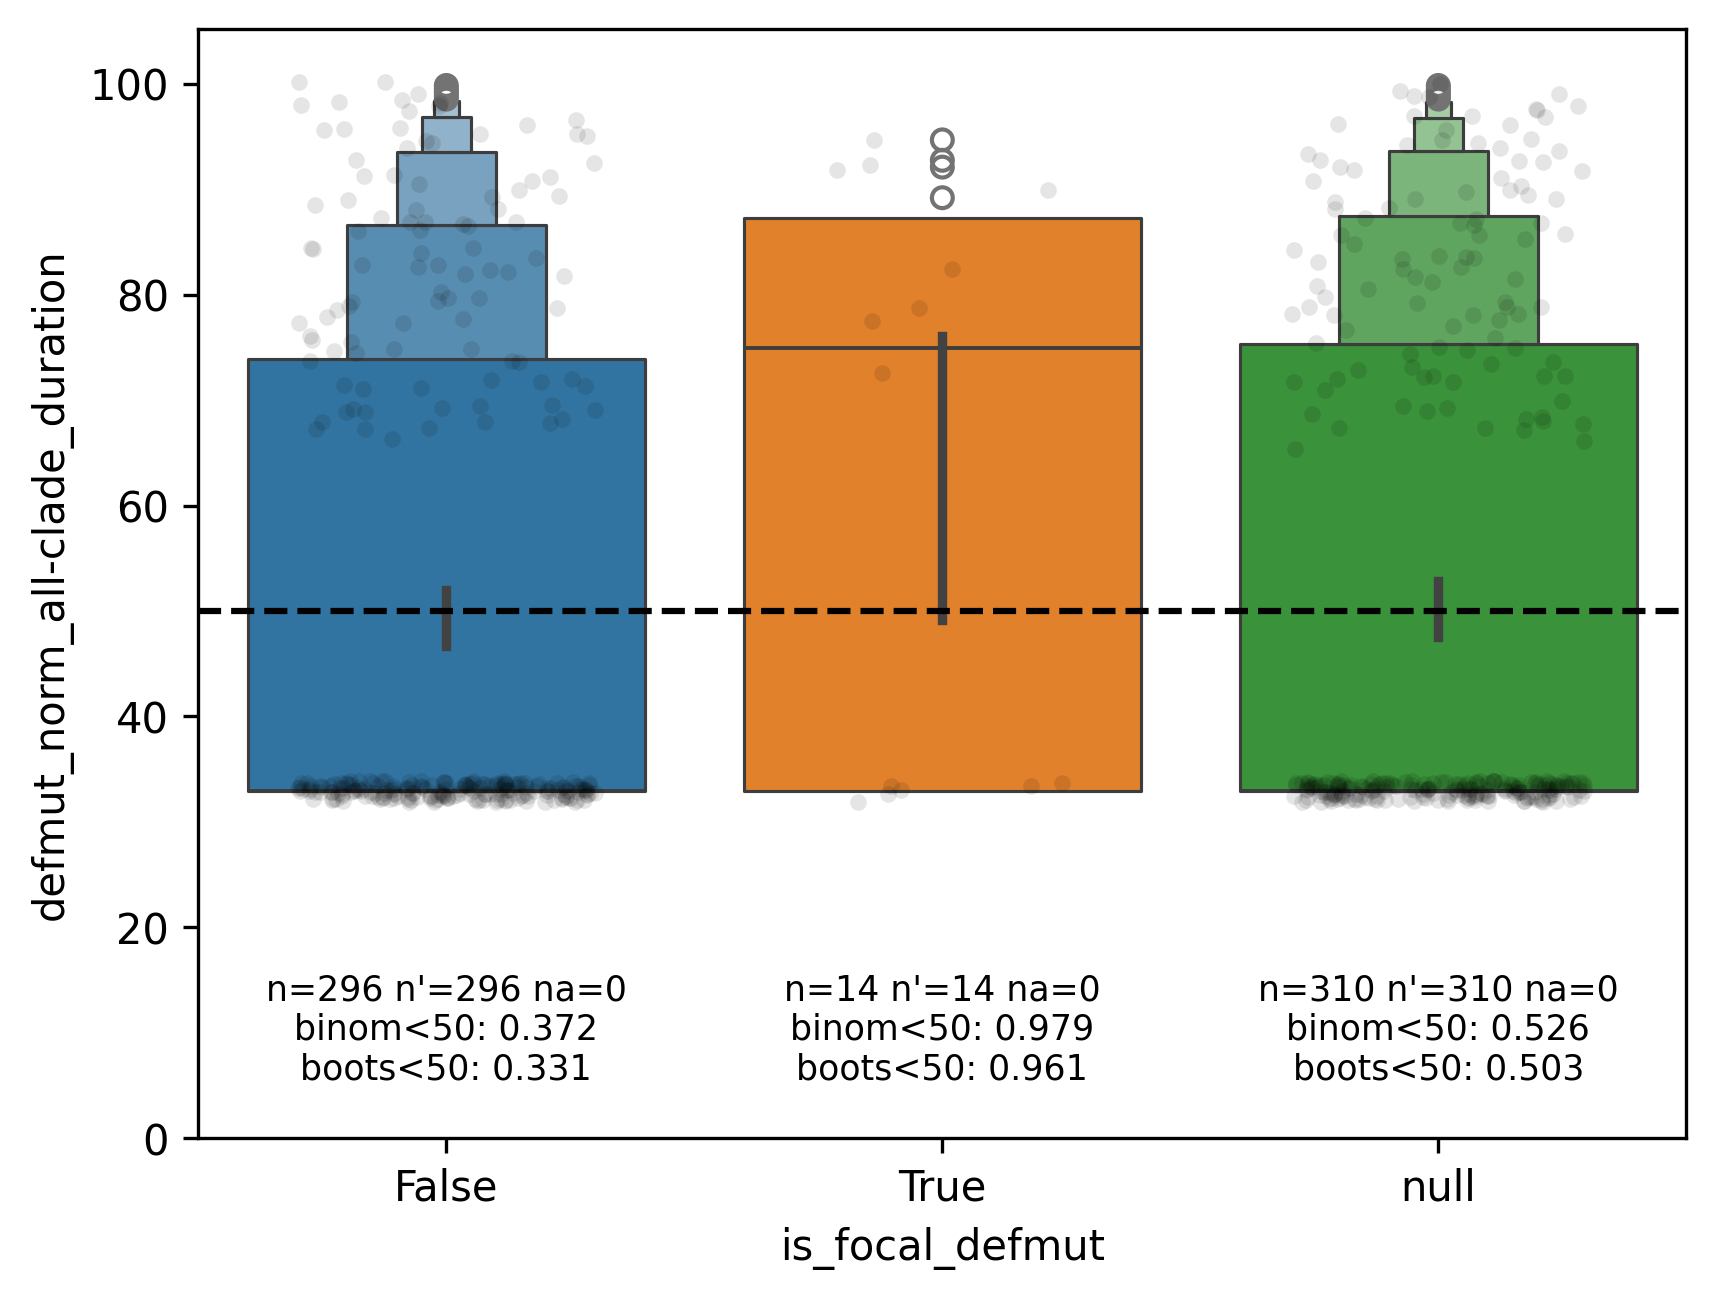 defmut_norm_all-clade_duration
100
80
60
40
20
0
n=296 n'=296 na=0
binom<50: 0.372
boots<50: 0.331
n=14 n'=14 na=0
binom<50: 0.979
boots<50: 0.961
n=310 n'=310 na=0
binom<50: 0.526
boots<50: 0.503
False
True
null
is_focal_defmut